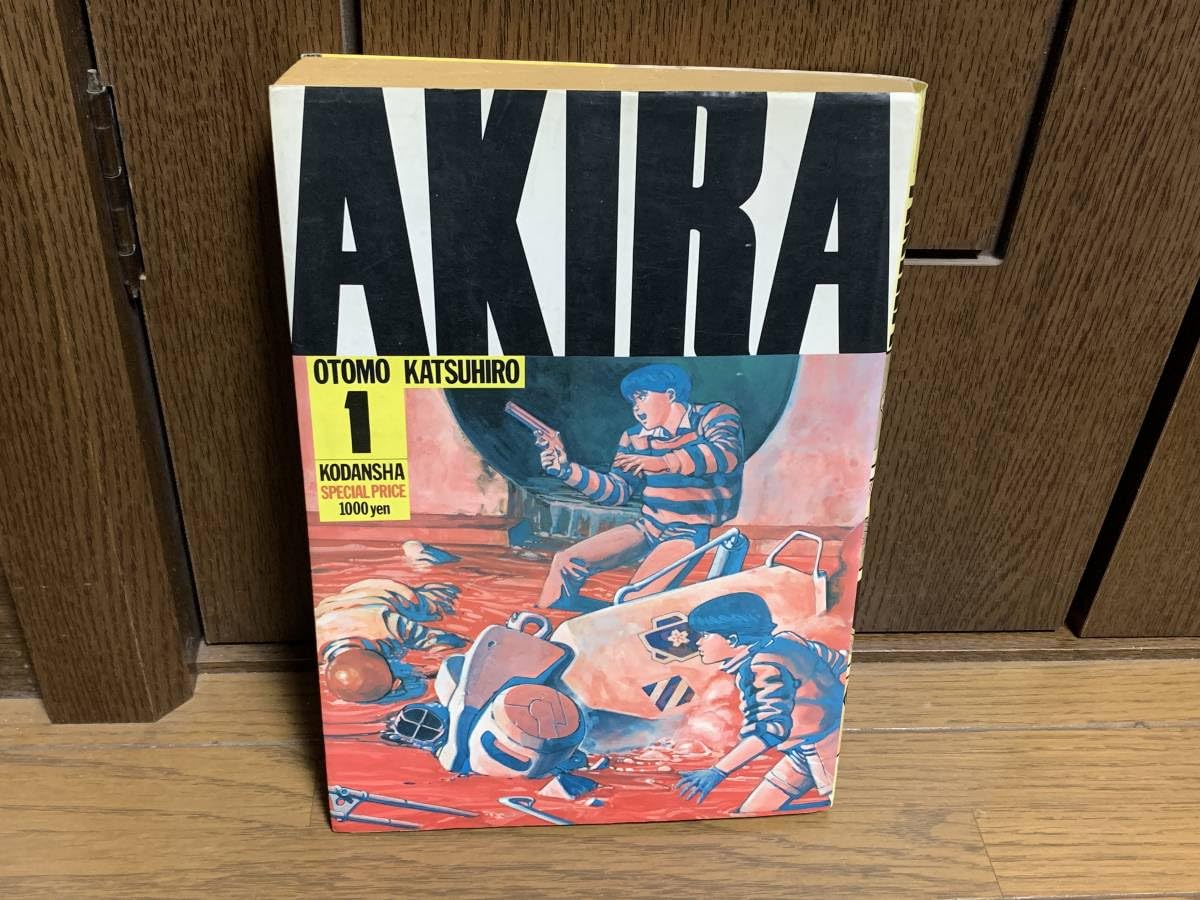 AKIRA
OTOMO KATSUHIRO
1
KODANSHA
SPECIAL PRICE
1000 yen